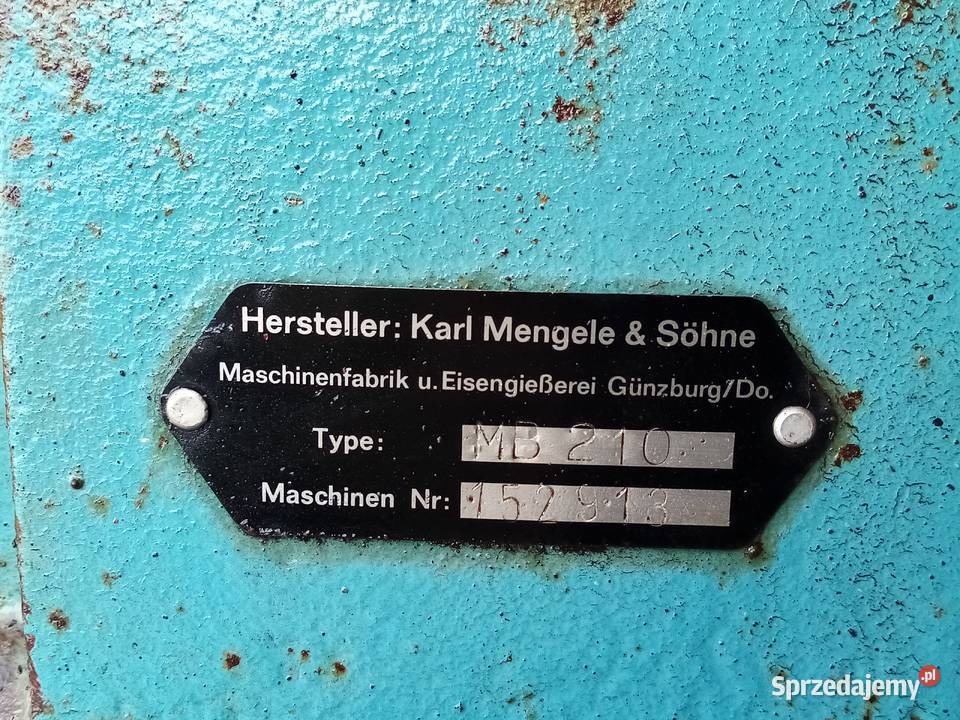 Hersteller: Karl Mengele & Söhne
Maschinenfabrik u. Eisengießerei Günzburg/Do.
Type: MB 210
Maschinen Nr: 152913
Sprzedajemy.pl